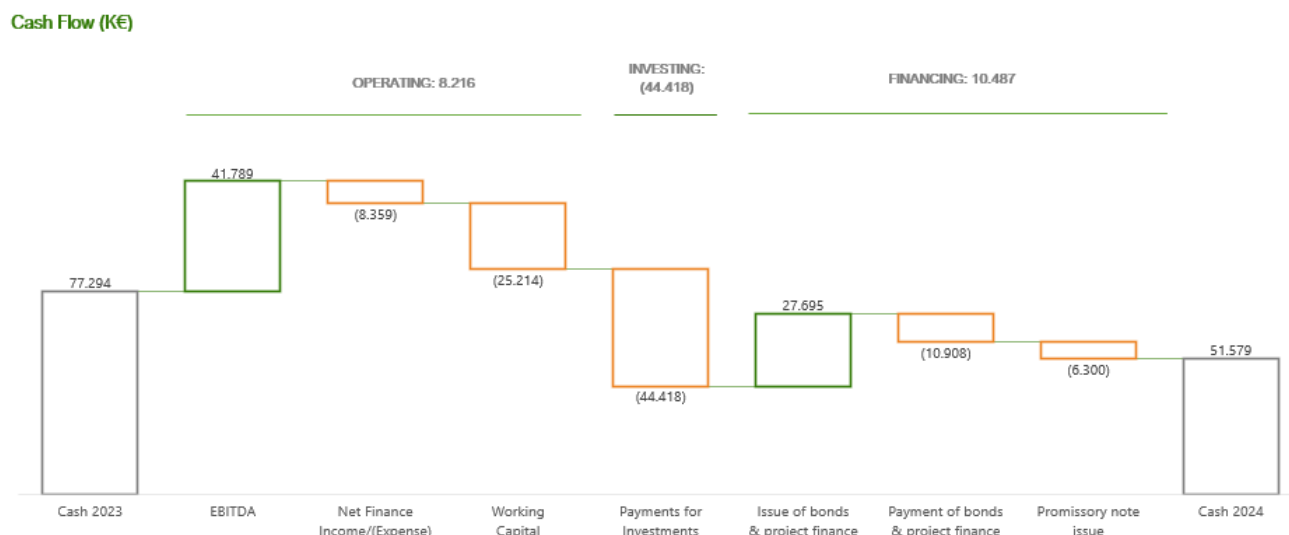 Cash Flow (K€)
OPERATING: 8.216
INVESTING:
(44.418)
FINANCING: 10.487
77.294
41.789
(8.359)
(25.214)
(44.418)
27.695
(10.908)
(6.300)
51.579
Cash 2023
EBITDA
Net Finance
Income/(Expense)
Working
Capital
Payments for
Investments
Issue of bonds
& project finance
Payment of bonds
& project finance
Promissory note
issue
Cash 2024